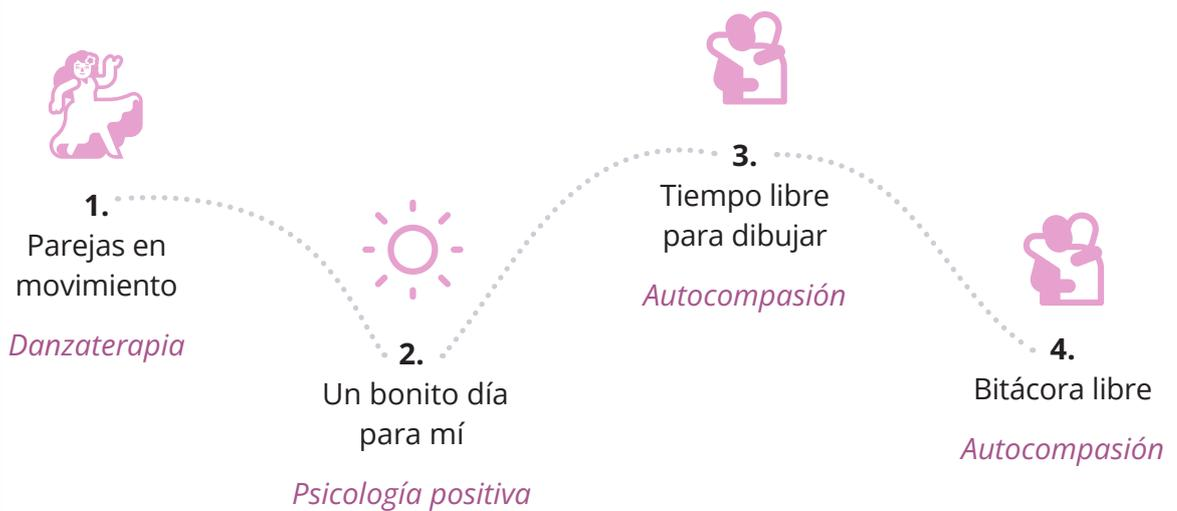 1.
Parejas en
movimiento
Danzaterapia
2.
Un bonito día
para mí
Psicología positiva
3.
Tiempo libre
para dibujar
Autocompasión
4.
Bitácora libre
Autocompasión